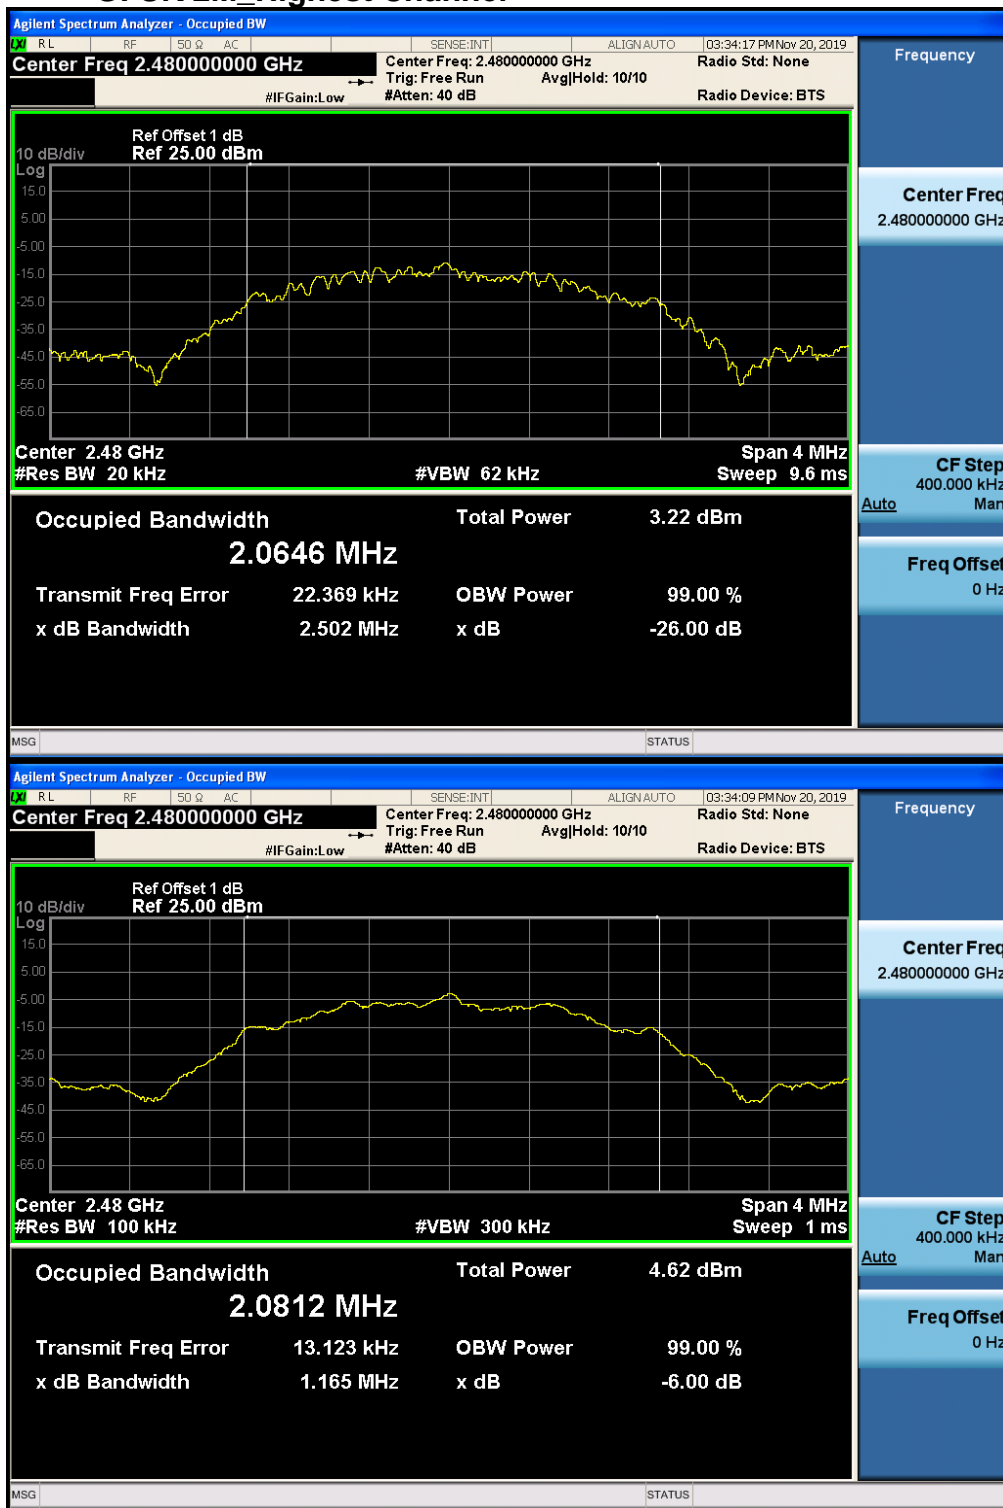 Agilent Spectrum Analyzer - Occupied BW
LXI RL RF 50 Ω AC SENSE:INT ALIGN AUTO 03:34:17 PM Nov 20, 2019
Center Freq 2.480000000 GHz
Center Freq: 2.480000000 GHz Radio Std: None
Trig: Free Run Avg|Hold: 10/10
#IFGain:Low #Atten: 40 dB Radio Device: BTS
Frequency
Ref Offset 1 dB
10 dB/div Ref 25.00 dBm
Log
15.0
5.00
-5.00
-15.0
-25.0
-35.0
-45.0
-55.0
-65.0
Center 2.48 GHz Span 4 MHz
#Res BW 20 kHz #VBW 62 kHz Sweep 9.6 ms
Center Freq
2.480000000 GHz
CF Step
400.000 kHz
Auto Man
Freq Offset
0 Hz
Occupied Bandwidth Total Power 3.22 dBm
2.0646 MHz
Transmit Freq Error 22.369 kHz OBW Power 99.00 %
x dB Bandwidth 2.502 MHz x dB -26.00 dB
MSG STATUS
Agilent Spectrum Analyzer - Occupied BW
LXI RL RF 50 Ω AC SENSE:INT ALIGN AUTO 03:34:09 PM Nov 20, 2019
Center Freq 2.480000000 GHz
Center Freq: 2.480000000 GHz Radio Std: None
Trig: Free Run Avg|Hold: 10/10
#IFGain:Low #Atten: 40 dB Radio Device: BTS
Frequency
Ref Offset 1 dB
10 dB/div Ref 25.00 dBm
Log
15.0
5.00
-5.00
-15.0
-25.0
-35.0
-45.0
-55.0
-65.0
Center 2.48 GHz Span 4 MHz
#Res BW 100 kHz #VBW 300 kHz Sweep 1 ms
Center Freq
2.480000000 GHz
CF Step
400.000 kHz
Auto Man
Freq Offset
0 Hz
Occupied Bandwidth Total Power 4.62 dBm
2.0812 MHz
Transmit Freq Error 13.123 kHz OBW Power 99.00 %
x dB Bandwidth 1.165 MHz x dB -6.00 dB
MSG STATUS